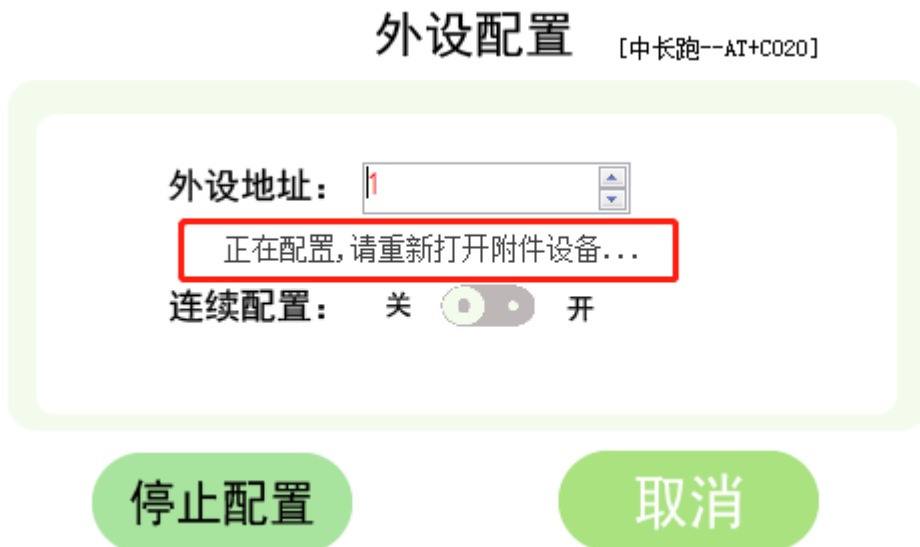 外设配置 [中长跑--AT+C020]
外设地址： 1
正在配置,请重新打开附件设备...
连续配置： 关 开
停止配置 取消